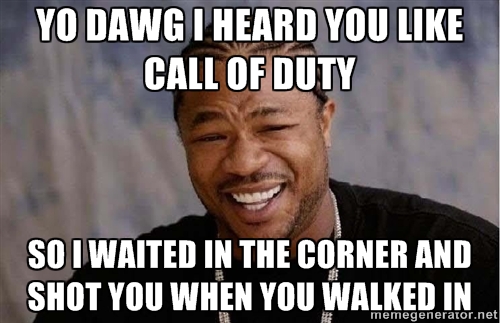 YO DAWG I HEARD YOU LIKE
CALL OF DUTY
SO I WAITED IN THE CORNER AND
SHOT YOU WHEN YOU WALKED IN
memegenerator.net